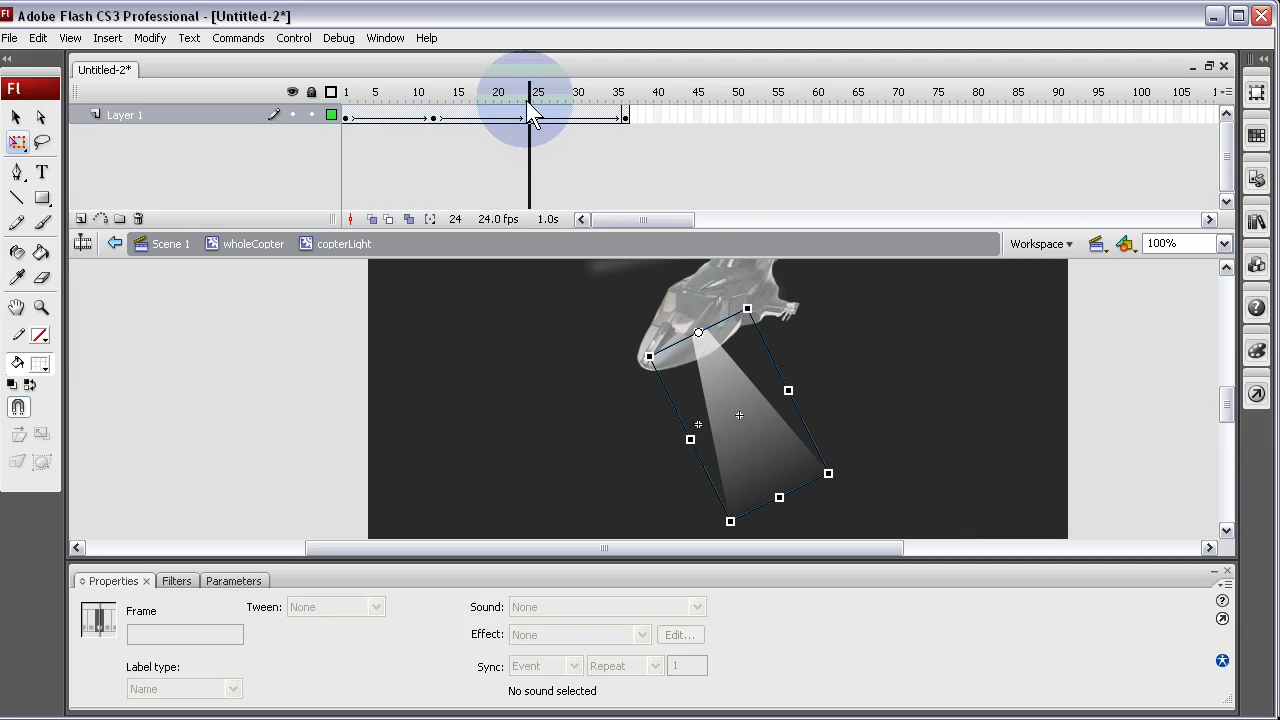 Fl Adobe Flash CS3 Professional - [Untitled-2*]
File Edit View Insert Modify Text Commands Control Debug Window Help
Untitled-2*
Fl
1 5 10 15 20 25 30 35 40 45 50 55 60 65 70 75 80 85 90 95 100 105 11
Layer 1
T
24 24.0 fps 1.0s
Scene 1 wholeCopter copterLight Workspace 100%
Properties Filters Parameters
Frame Tween: None Sound: None
Effect: None Edit...
Label type: Sync: Event Repeat 1
Name No sound selected